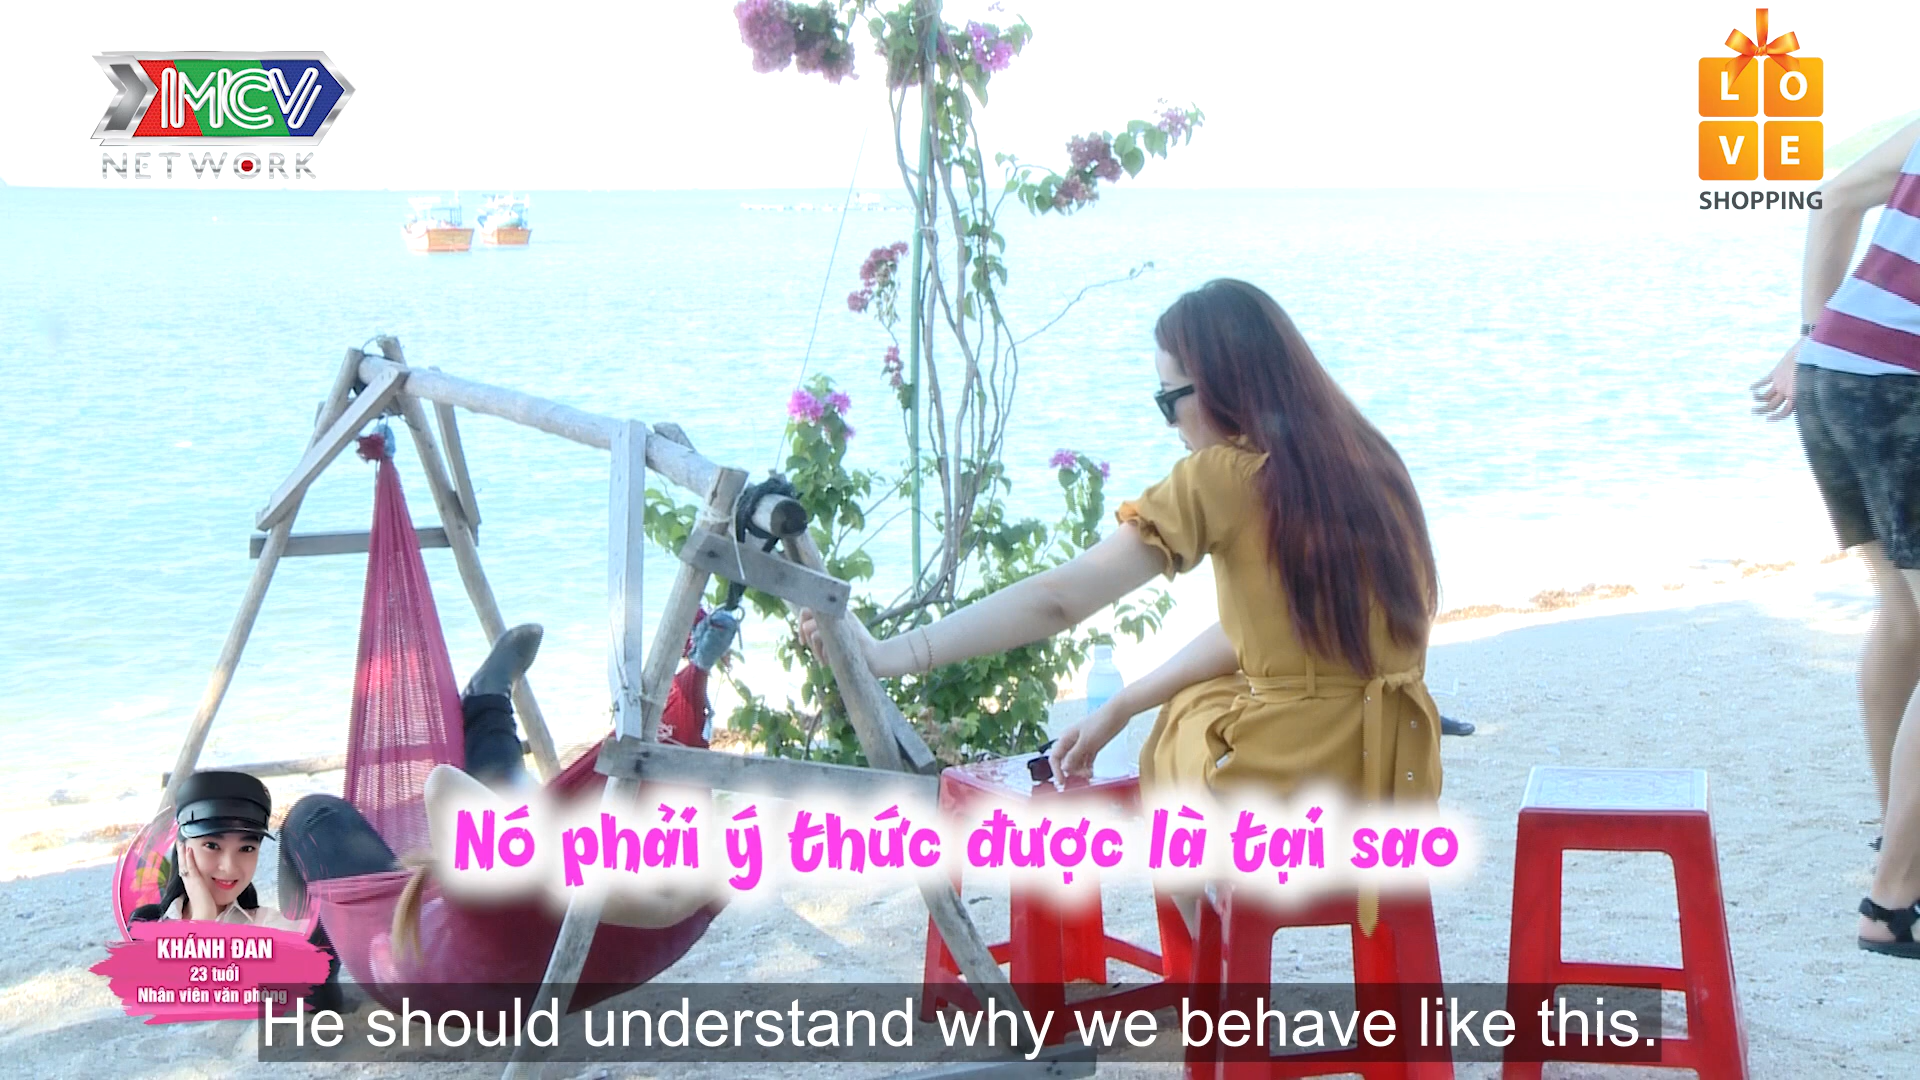 MCV
NETWORK
L O
V E
SHOPPING
Nó phải ý thức được là tại sao
KHÁNH ĐAN
23 tuổi
Nhân viên văn phòng
He should understand why we behave like this.